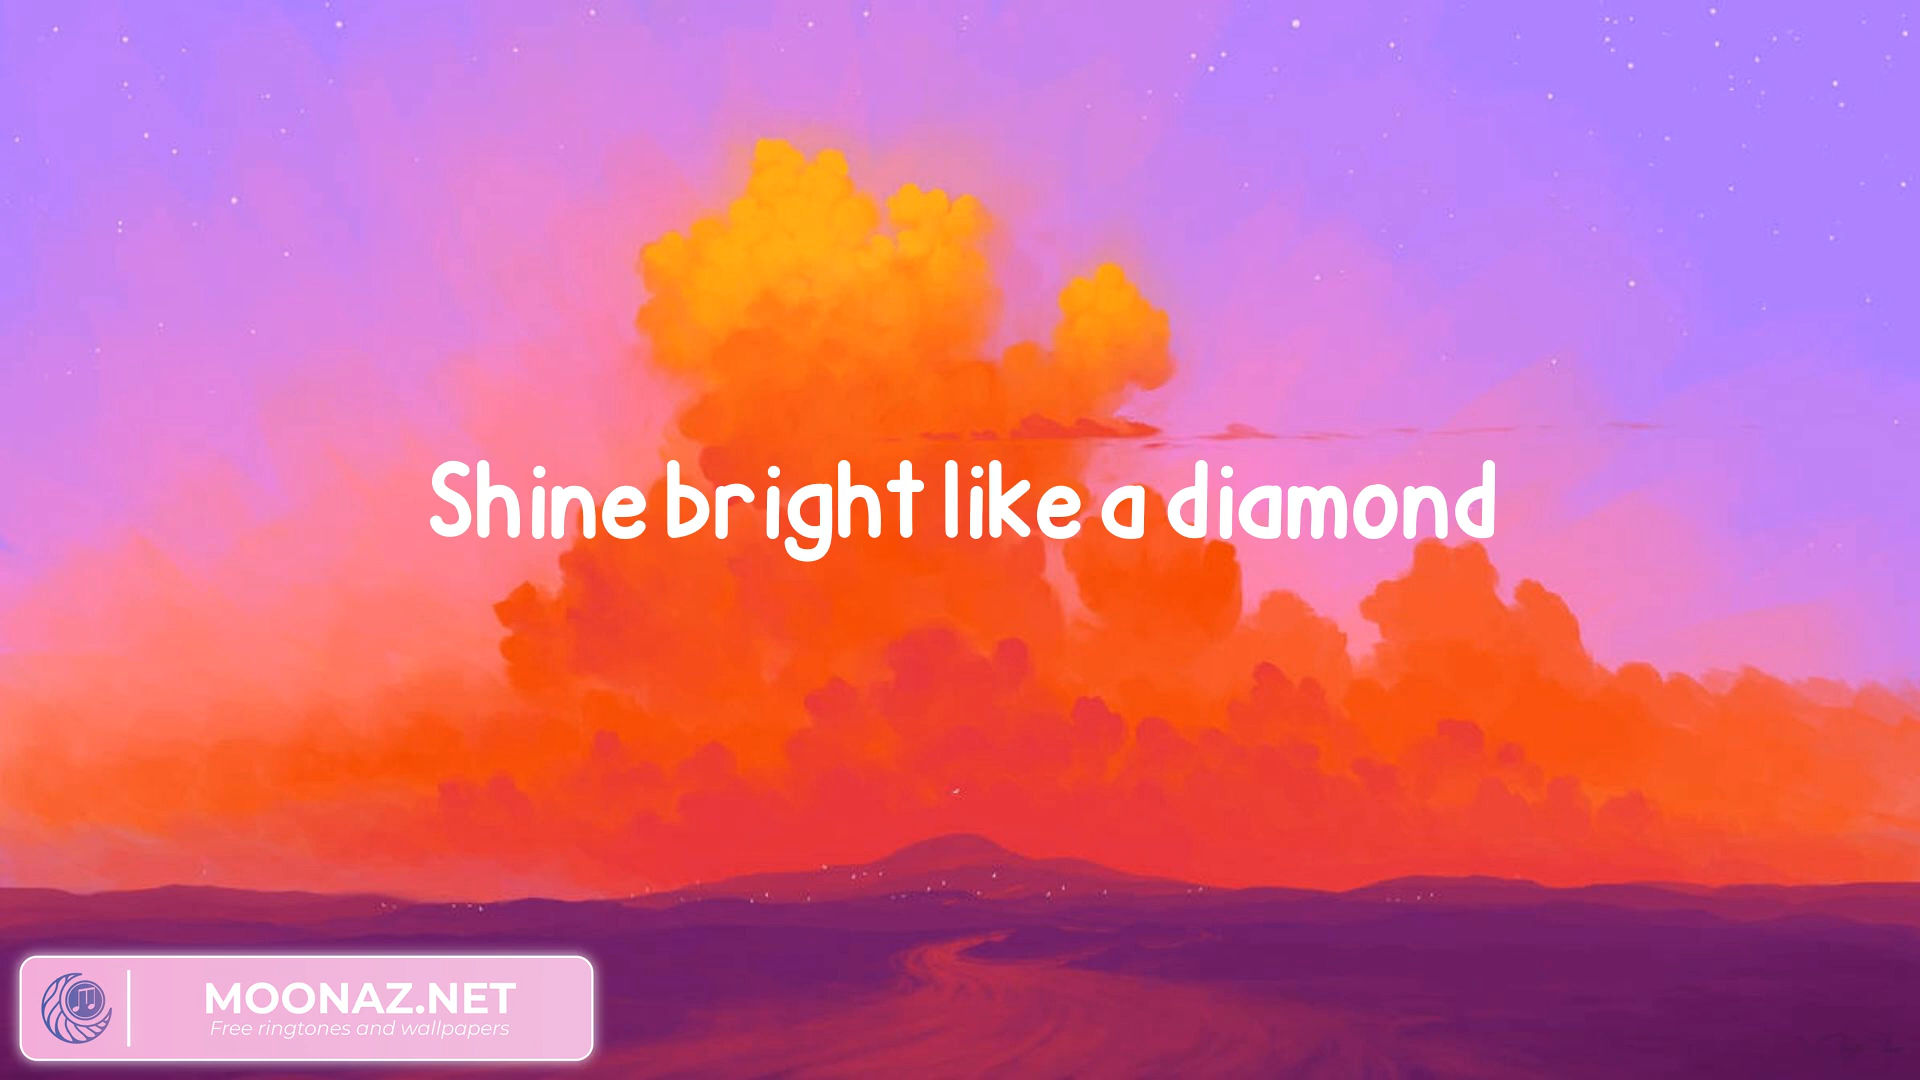 Shine bright like a diamond
MOONAZ.NET
Free ringtones and wallpapers